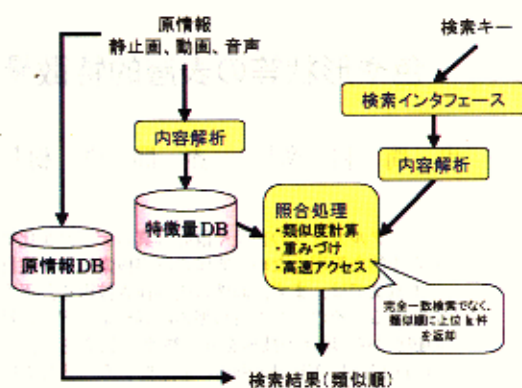 原情報
静止画、動画、音声
検索キー
検索インタフェース
内容解析
内容解析
特徴量DB
照合処理
・類似度計算
・重みづけ
・高速アクセス
原情報DB
完全一致検索でなく、
類似順に上位k件
を返却
検索結果(類似順)